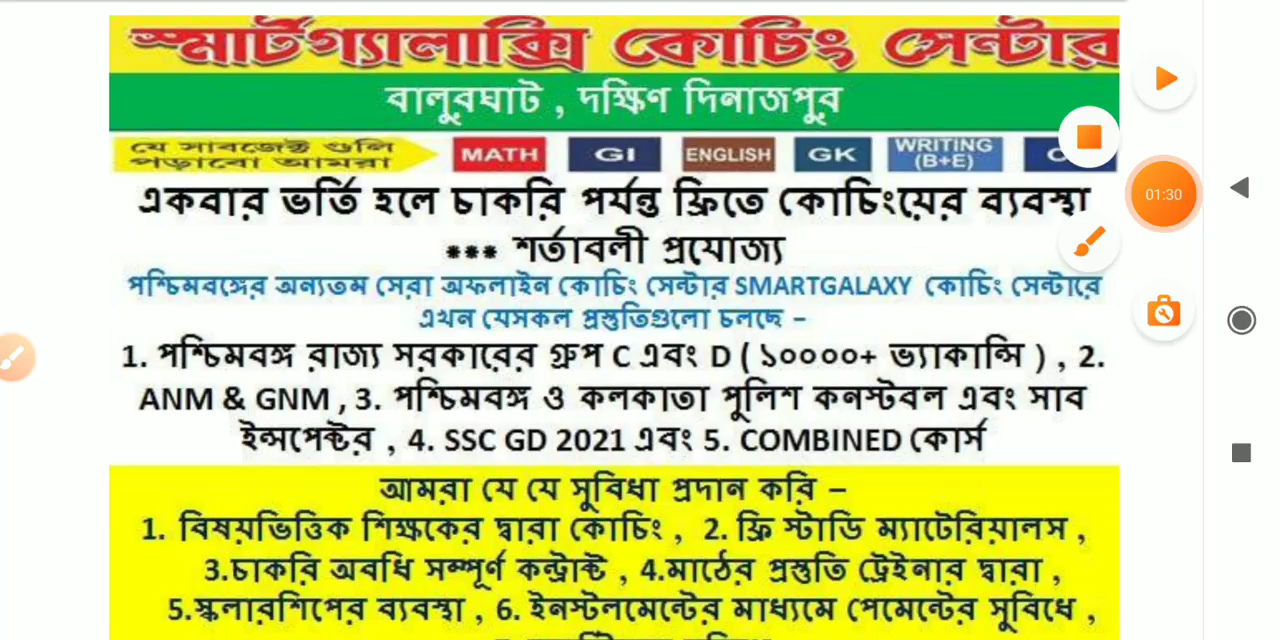 স্মার্টগ্যালাক্সি কোচিং সেন্টার
বালুরঘাট , দক্ষিণ দিনাজপুর
যে সাবজেক্ট গুলি
পড়াবো আমরা
MATH GI ENGLISH GK WRITING (B+E)
একবার ভর্তি হলে চাকরি পর্যন্ত ফ্রিতে কোচিংয়ের ব্যবস্থা
*** শর্তাবলী প্রযোজ্য
পশ্চিমবঙ্গের অন্যতম সেরা অফলাইন কোচিং সেন্টার SMARTGALAXY কোচিং সেন্টারে
এখন যেসকল প্রস্তুতিগুলো চলছে –
1. পশ্চিমবঙ্গ রাজ্য সরকারের গ্রুপ C এবং D ( ১০০০০+ ভ্যাকান্সি ) , 2.
ANM & GNM , 3. পশ্চিমবঙ্গ ও কলকাতা পুলিশ কনস্টবল এবং সাব
ইন্সপেক্টর , 4. SSC GD 2021 এবং 5. COMBINED কোর্স
আমরা যে যে সুবিধা প্রদান করি –
1. বিষয়ভিত্তিক শিক্ষকের দ্বারা কোচিং , 2. ফ্রি স্টাডি ম্যাটেরিয়ালস ,
3.চাকরি অবধি সম্পূর্ণ কন্ট্রাক্ট , 4.মাঠের প্রস্তুতি ট্রেইনার দ্বারা ,
5.স্কলারশিপের ব্যবস্থা , 6. ইনস্টলমেন্টের মাধ্যমে পেমেন্টের সুবিধে ,
01:30